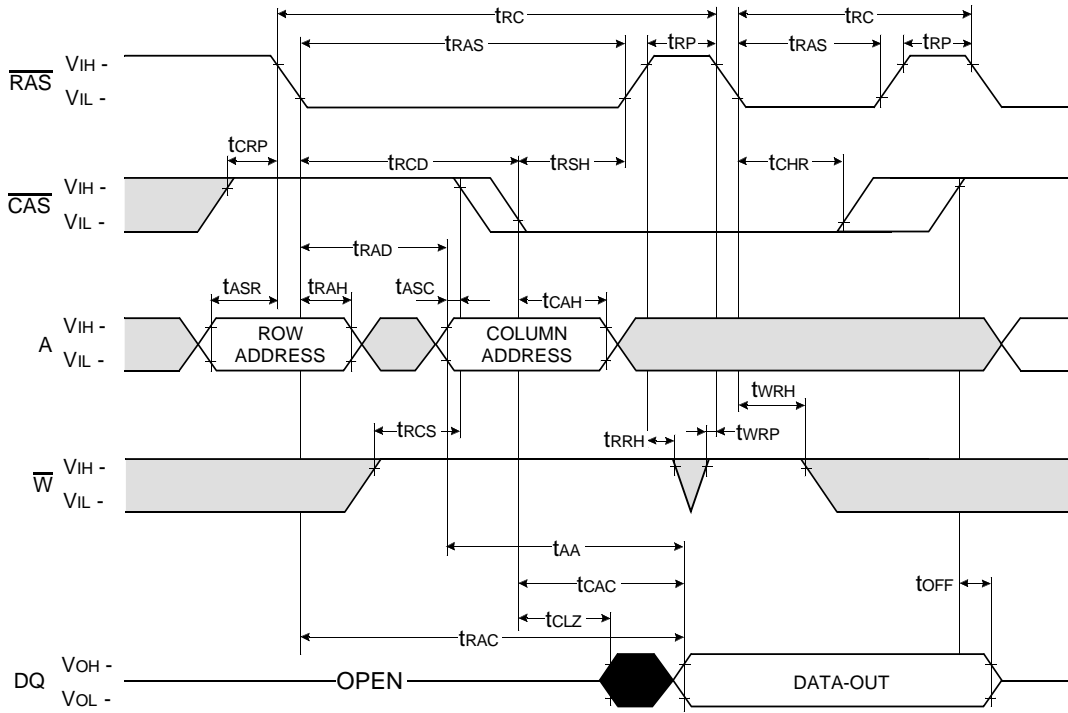 tRC tRC
tRAS tRP tRAS tRP
RAS VIH -
VIL -
tCRP tRCD tRSH tCHR
CAS VIH -
VIL -
tRAD
tASR tRAH tASC tCAH
A VIH -
VIL -
ROW
ADDRESS
COLUMN
ADDRESS
tWRH
tRCS tRRH tWRP
W VIH -
VIL -
tAA
tCAC tOFF
tCLZ
tRAC
DQ VOH -
VOL -
OPEN DATA-OUT